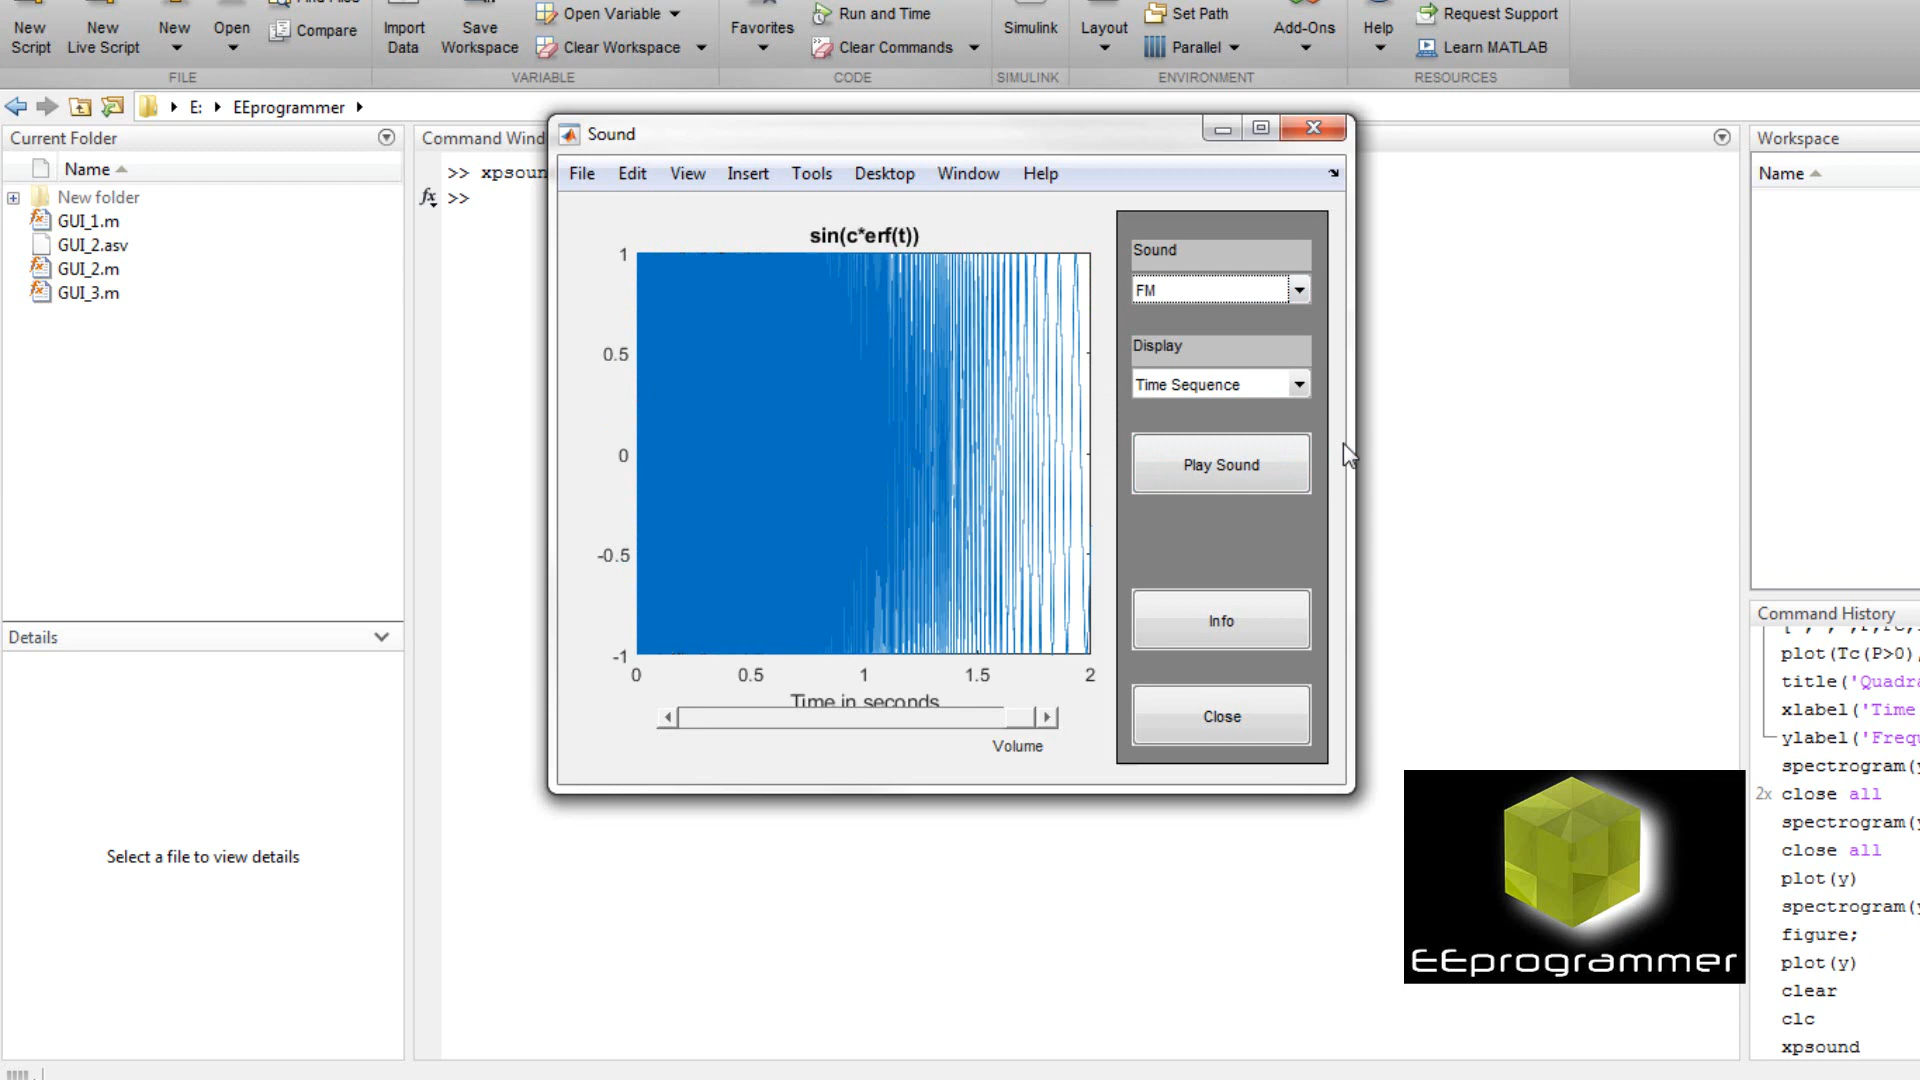 New Script
New Live Script
New
Open
Compare
Import Data
Save Workspace
Open Variable
Clear Workspace
Favorites
Run and Time
Clear Commands
Simulink
Layout
Set Path
Parallel
Add-Ons
Help
Request Support
Learn MATLAB
FILE
VARIABLE
CODE
SIMULINK
ENVIRONMENT
RESOURCES
E: EEprogrammer
Current Folder
Name
New folder
GUI_1.m
GUI_2.asv
GUI_2.m
GUI_3.m
Details
Select a file to view details
Command Wind
>> xpsoun
fx >>
Sound
File Edit View Insert Tools Desktop Window Help
sin(c*erf(t))
1
0.5
0
-0.5
-1
0 0.5 1 1.5 2
Time in seconds
Volume
Sound
FM
Display
Time Sequence
Play Sound
Info
Close
Workspace
Name
Command History
plot(Tc(P>0),
title('Quadra
xlabel('Time
ylabel('Frequ
spectrogram(y
2x close all
spectrogram(y
close all
plot(y)
spectrogram(y
figure;
plot(y)
clear
clc
xpsound
EEprogrammer